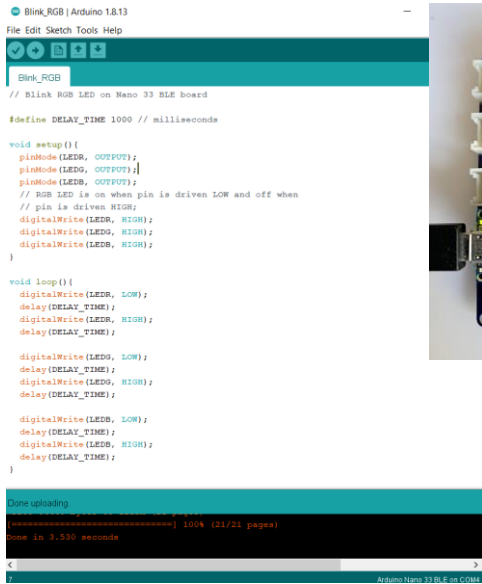 Blink_RGB | Arduino 1.8.13
File Edit Sketch Tools Help
Blink_RGB
// Blink RGB LED on Nano 33 BLE board
#define DELAY_TIME 1000 // milliseconds
void setup(){
pinMode(LEDR, OUTPUT);
pinMode(LEDG, OUTPUT);
pinMode(LEDB, OUTPUT);
// RGB LED is on when pin is driven LOW and off when
// pin is driven HIGH;
digitalWrite(LEDR, HIGH);
digitalWrite(LEDG, HIGH);
digitalWrite(LEDB, HIGH);
}
void loop(){
digitalWrite(LEDR, LOW);
delay(DELAY_TIME);
digitalWrite(LEDR, HIGH);
delay(DELAY_TIME);
digitalWrite(LEDG, LOW);
delay(DELAY_TIME);
digitalWrite(LEDG, HIGH);
delay(DELAY_TIME);
digitalWrite(LEDB, LOW);
delay(DELAY_TIME);
digitalWrite(LEDB, HIGH);
delay(DELAY_TIME);
}
Done uploading.
[==============================] 100% (21/21 pages)
Done in 3.530 seconds
7
Arduino Nano 33 BLE on COM4